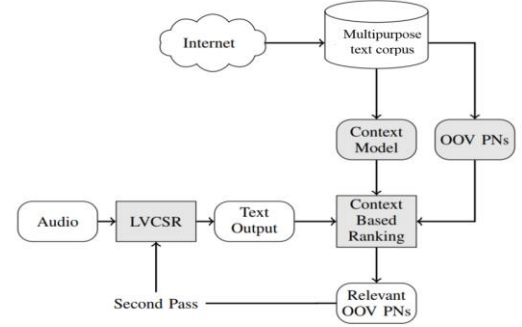 Internet
Multipurpose
text corpus
Context
Model
OOV PNs
Audio
LVCSR
Text
Output
Context
Based
Ranking
Second Pass
Relevant
OOV PNs